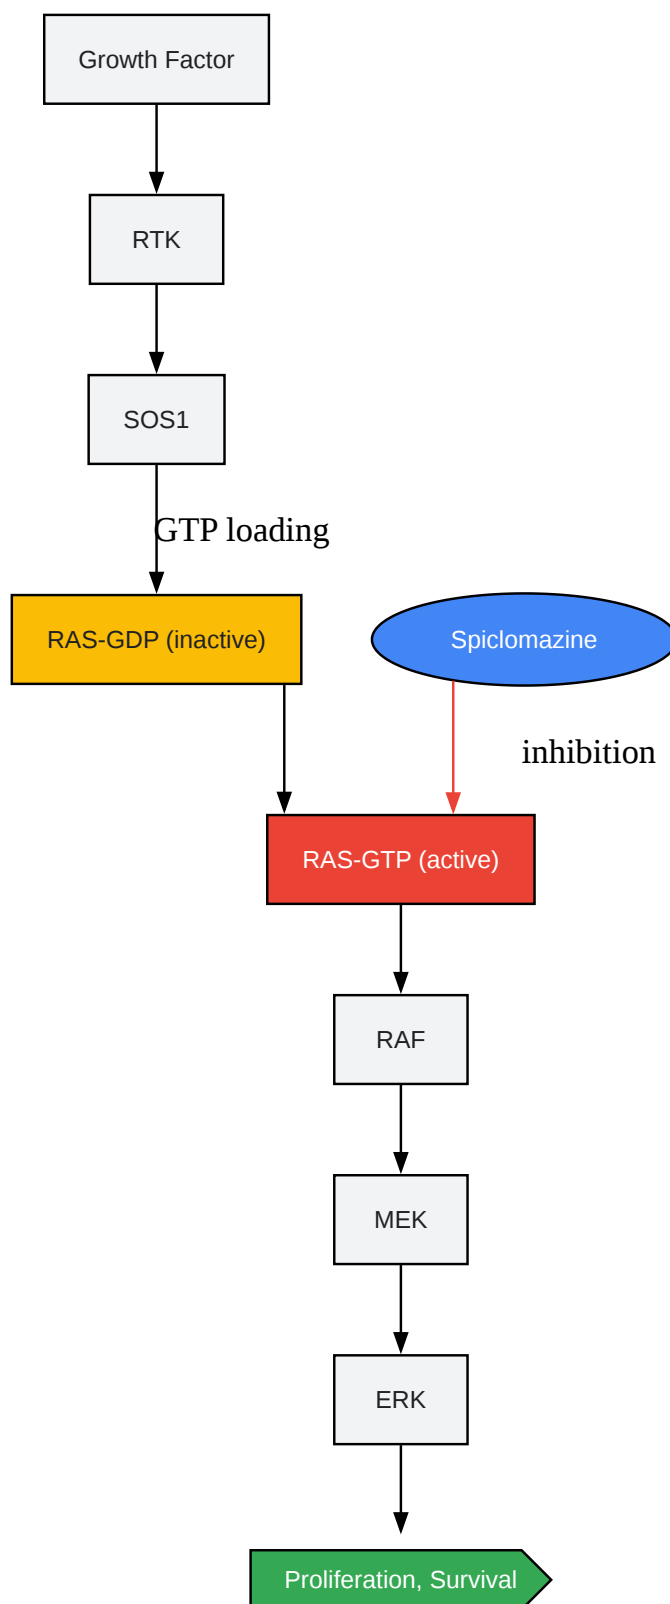 Growth Factor
RTK
SOS1
GTP loading
RAS-GDP (inactive)
Spiclomazine
inhibition
RAS-GTP (active)
RAF
MEK
ERK
Proliferation, Survival